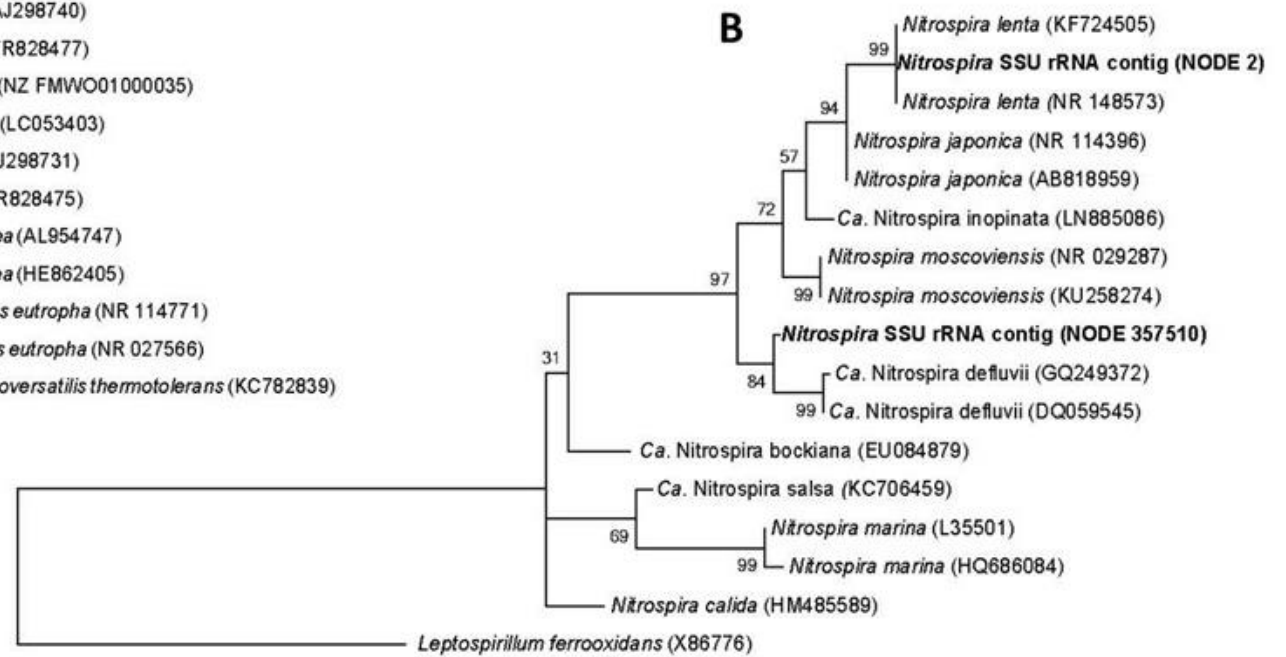 AJ298740)
R828477)
(NZ FMWO01000035)
(LC053403)
J298731)
R828475)
ea (AL954747)
ea (HE862405)
s eutropha (NR 114771)
s eutropha (NR 027566)
oversatilis thermotolerans (KC782839)
B
Nitrospira lenta (KF724505)
99
Nitrospira SSU rRNA contig (NODE 2)
Nitrospira lenta (NR 148573)
94
Nitrospira japonica (NR 114396)
57
Nitrospira japonica (AB818959)
72
Ca. Nitrospira inopinata (LN885086)
Nitrospira moscoviensis (NR 029287)
97
99
Nitrospira moscoviensis (KU258274)
Nitrospira SSU rRNA contig (NODE 357510)
31
Ca. Nitrospira defluvii (GQ249372)
84
99
Ca. Nitrospira defluvii (DQ059545)
Ca. Nitrospira bockiana (EU084879)
Ca. Nitrospira salsa (KC706459)
69
Nitrospira marina (L35501)
99
Nitrospira marina (HQ686084)
Nitrospira calida (HM485589)
Leptospirillum ferrooxidans (X86776)